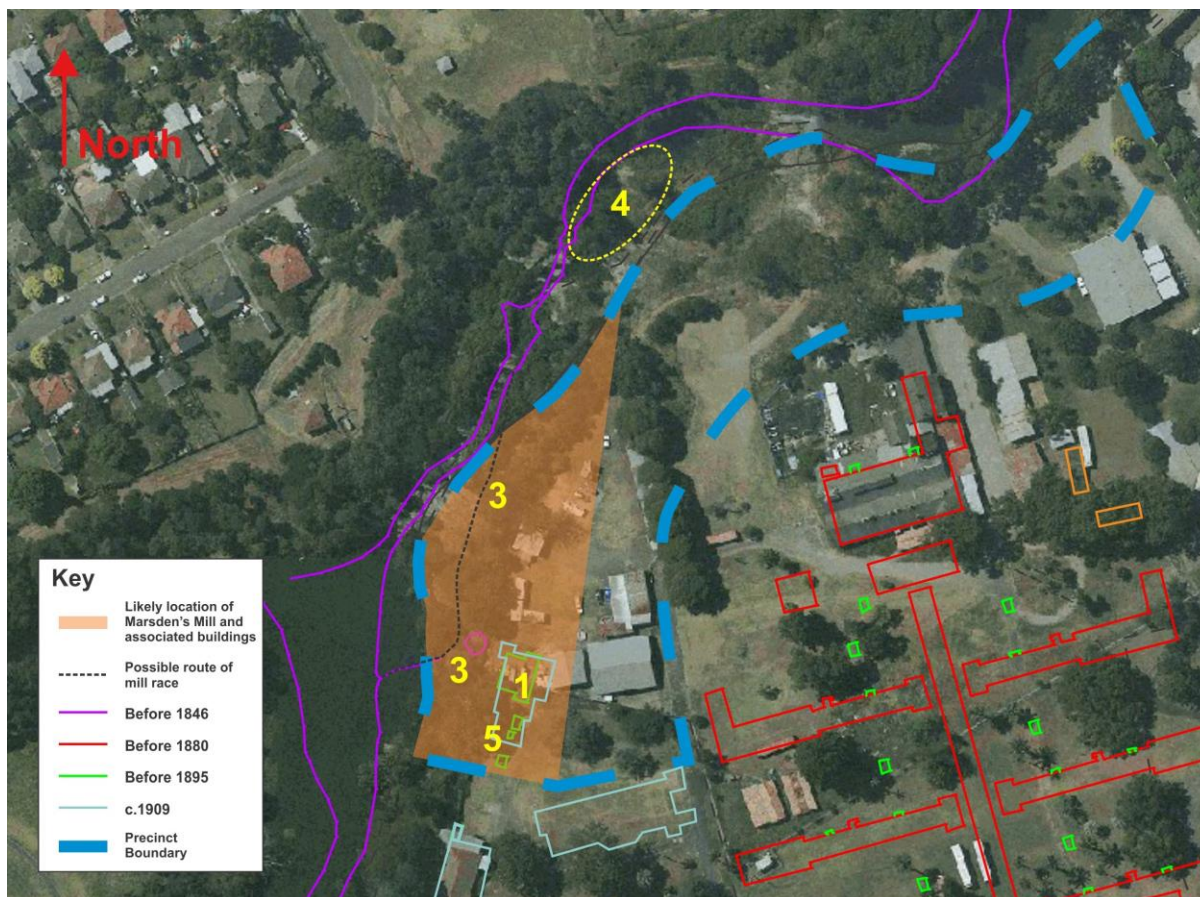 North
4
3
3
1
5
Key
Likely location of
Marsden's Mill and
associated buildings
Possible route of
mill race
Before 1846
Before 1880
Before 1895
c.1909
Precinct
Boundary